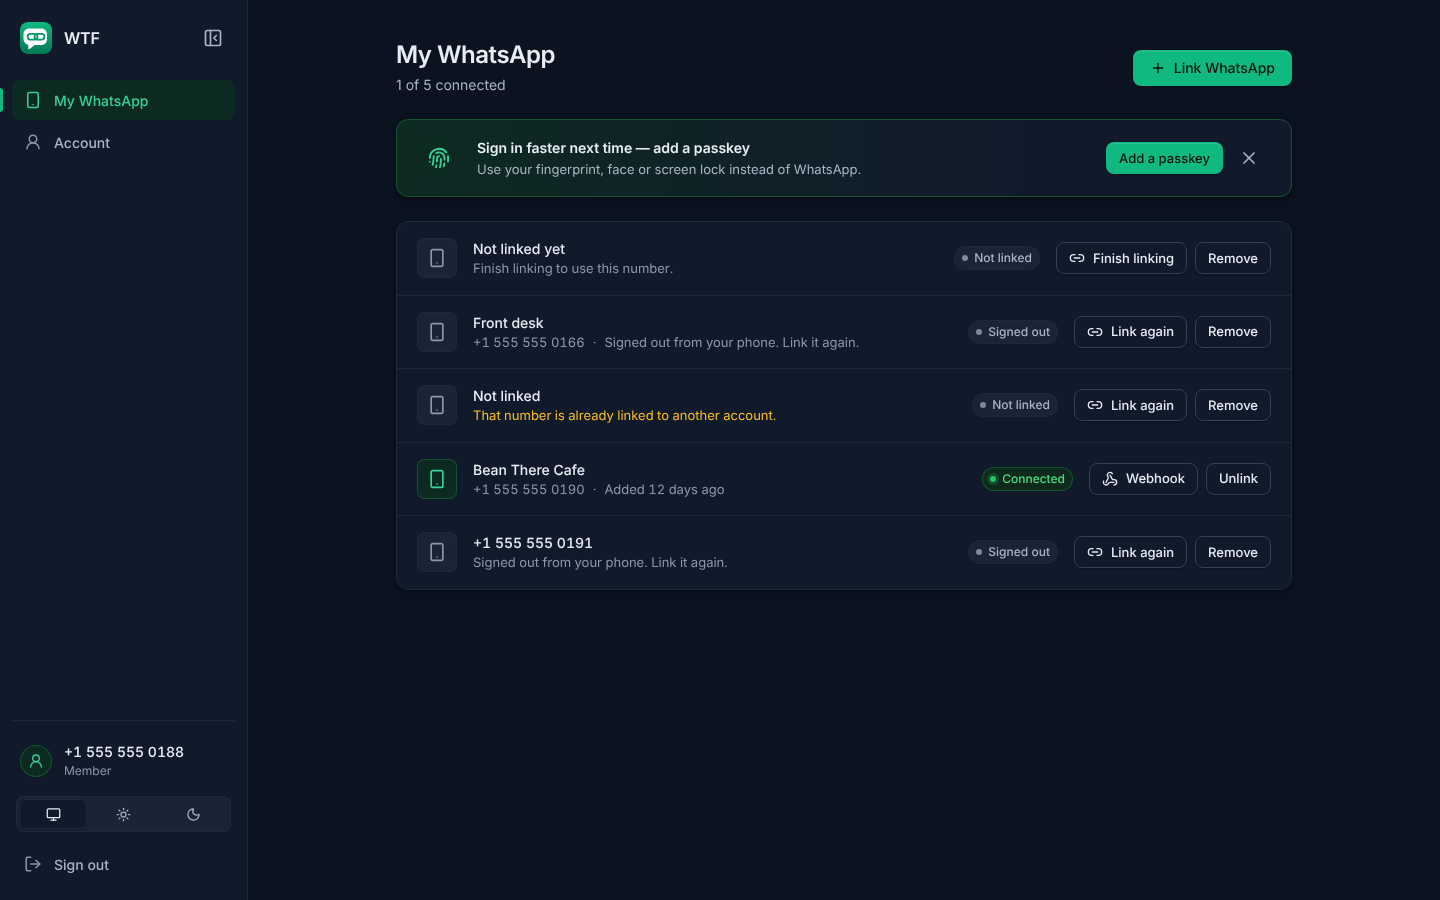 WTF
My WhatsApp
Account
+1 555 555 0188
Member
Sign out
My WhatsApp
1 of 5 connected
Link WhatsApp
Sign in faster next time — add a passkey
Use your fingerprint, face or screen lock instead of WhatsApp.
Add a passkey
Not linked yet
Finish linking to use this number.
Not linked
Finish linking
Remove
Front desk
+1 555 555 0166 · Signed out from your phone. Link it again.
Signed out
Link again
Remove
Not linked
That number is already linked to another account.
Not linked
Link again
Remove
Bean There Cafe
+1 555 555 0190 · Added 12 days ago
Connected
Webhook
Unlink
+1 555 555 0191
Signed out from your phone. Link it again.
Signed out
Link again
Remove